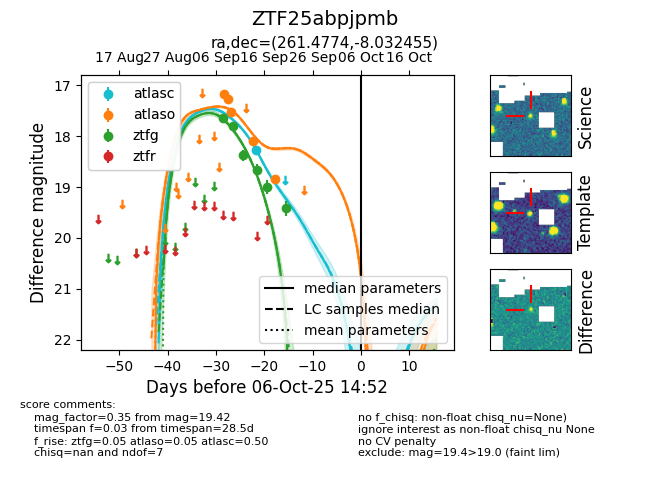 ZTF25abpjpmb
ra,dec=(261.4774,-8.032455)
17 Aug 27 Aug 06 Sep 16 Sep 26 Sep 06 Oct 16 Oct
atlasc
atlaso
ztfg
ztfr
17
18
19
20
21
22
Difference magnitude
median parameters
LC samples median
mean parameters
−50 −40 −30 −20 −10 0 10
Days before 06-Oct-25 14:52
Science
Template
Difference
score comments:
mag_factor=0.35 from mag=19.42
timespan f=0.03 from timespan=28.5d
f_rise: ztfg=0.05 atlaso=0.05 atlasc=0.50
chisq=nan and ndof=7
no f_chisq: non-float chisq_nu=None)
ignore interest as non-float chisq_nu None
no CV penalty
exclude: mag=19.4>19.0 (faint lim)